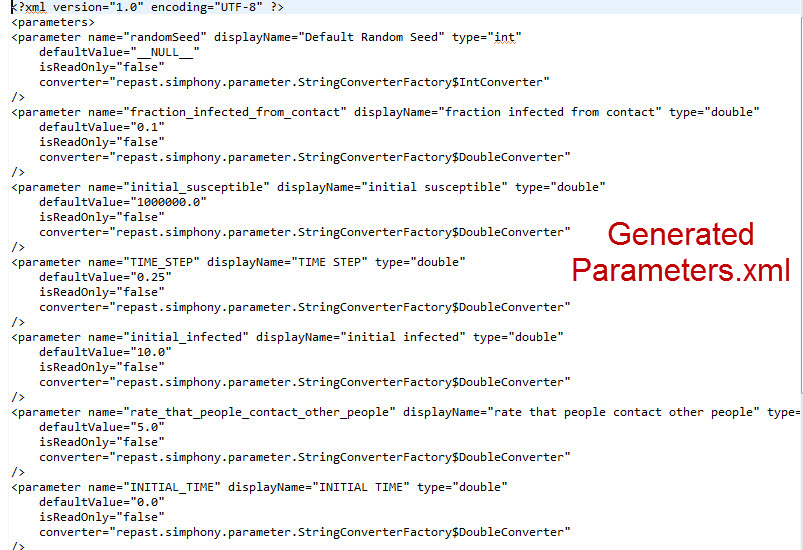 <?xml version="1.0" encoding="UTF-8" ?>
<parameters>
<parameter name="randomSeed" displayName="Default Random Seed" type="int"
defaultValue="__NULL__"
isReadOnly="false"
converter="repast.simphony.parameter.StringConverterFactory$IntConverter"
/>
<parameter name="fraction_infected_from_contact" displayName="fraction infected from contact" type="double"
defaultValue="0.1"
isReadOnly="false"
converter="repast.simphony.parameter.StringConverterFactory$DoubleConverter"
/>
<parameter name="initial_susceptible" displayName="initial susceptible" type="double"
defaultValue="1000000.0"
isReadOnly="false"
converter="repast.simphony.parameter.StringConverterFactory$DoubleConverter"
/>
<parameter name="TIME_STEP" displayName="TIME STEP" type="double"
defaultValue="0.25"
isReadOnly="false"
converter="repast.simphony.parameter.StringConverterFactory$DoubleConverter"
/>
<parameter name="initial_infected" displayName="initial infected" type="double"
defaultValue="10.0"
isReadOnly="false"
converter="repast.simphony.parameter.StringConverterFactory$DoubleConverter"
/>
<parameter name="rate_that_people_contact_other_people" displayName="rate that people contact other people" type=
defaultValue="5.0"
isReadOnly="false"
converter="repast.simphony.parameter.StringConverterFactory$DoubleConverter"
/>
<parameter name="INITIAL_TIME" displayName="INITIAL TIME" type="double"
defaultValue="0.0"
isReadOnly="false"
converter="repast.simphony.parameter.StringConverterFactory$DoubleConverter"
/>
Generated
Parameters.xml